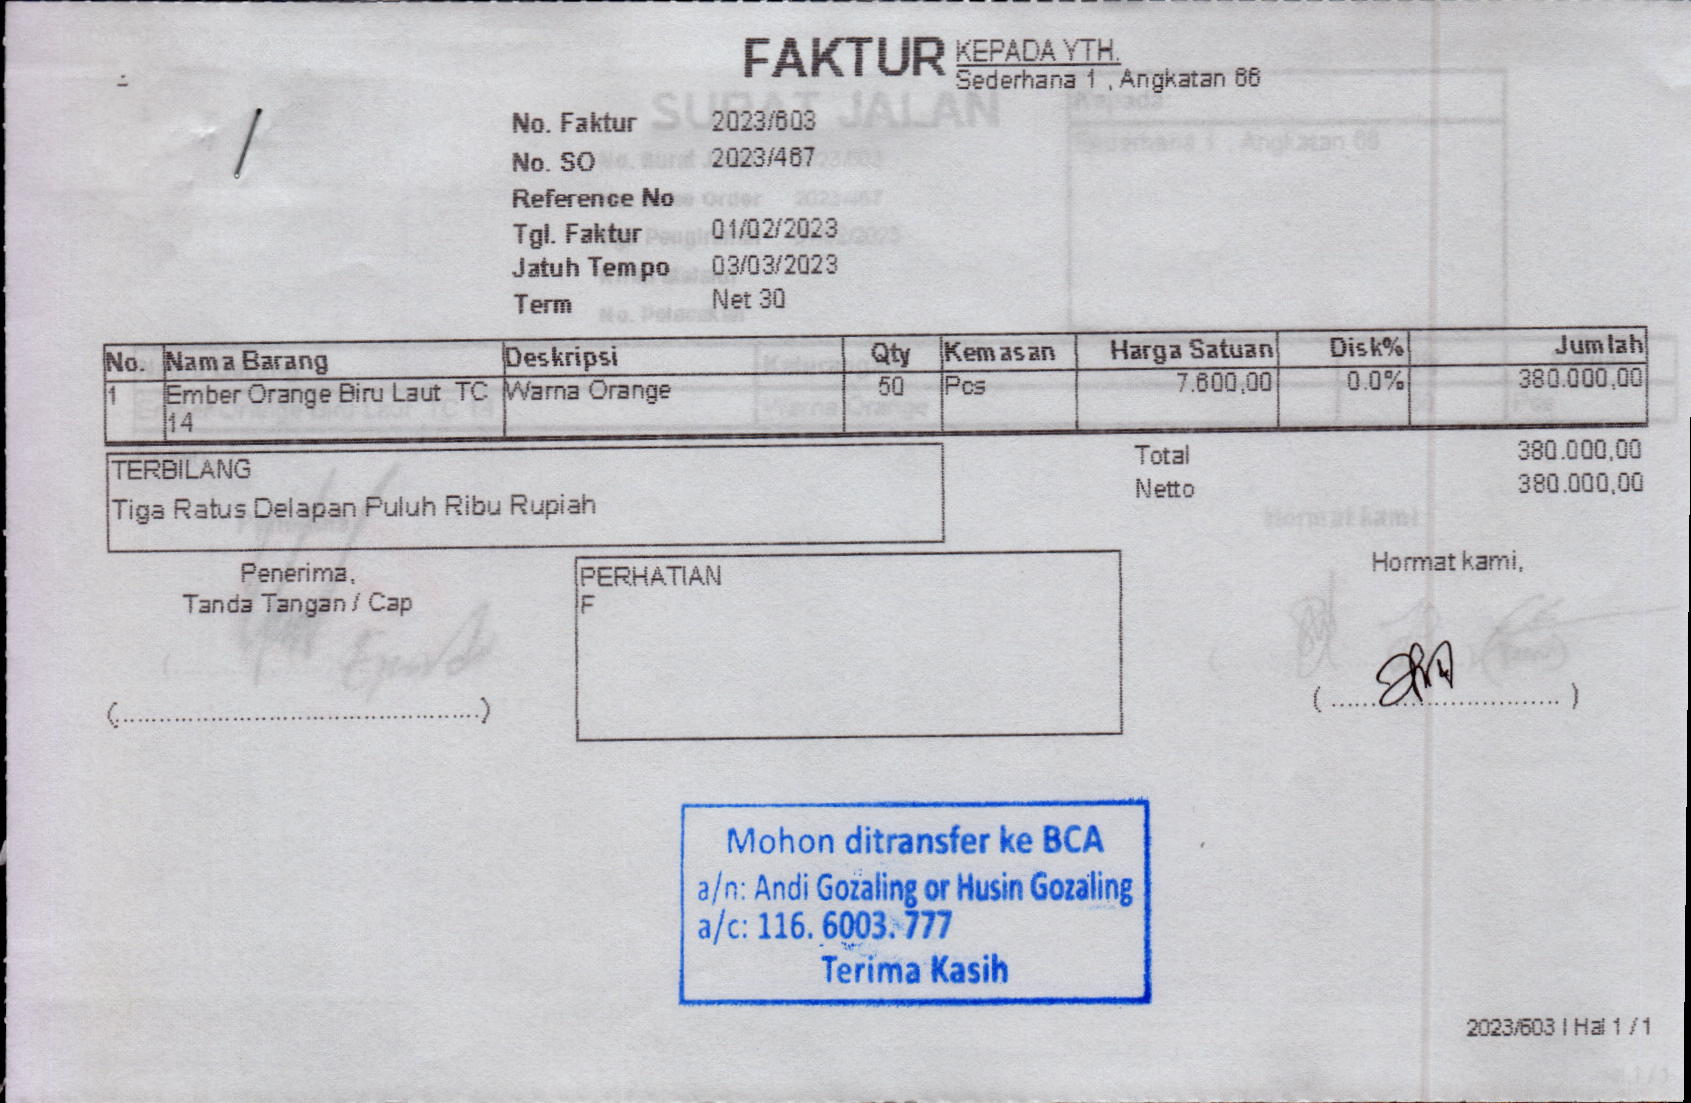 FAKTUR
KEPADA YTH.
Sederhana 1 , Angkatan 66
No. Faktur 2023/603
No. SO 2023/467
Reference No
Tgl. Faktur 01/02/2023
Jatuh Tempo 03/03/2023
Term Net 30
No. Nama Barang Deskripsi Qty Kemasan Harga Satuan Disk% Jumlah
1 Ember Orange Biru Laut TC Warna Orange 50 Pcs 7.600,00 0.0% 380.000,00
14
Total 380.000,00
Netto 380.000,00
TERBILANG
Tiga Ratus Delapan Puluh Ribu Rupiah
Penerima,
Tanda Tangan / Cap
(................................................)
PERHATIAN
F
Hormat kami,
( ................................ )
Mohon ditransfer ke BCA
a/n: Andi Gozaling or Husin Gozaling
a/c: 116. 6003. 777
Terima Kasih
2023/603 | Hal 1 / 1